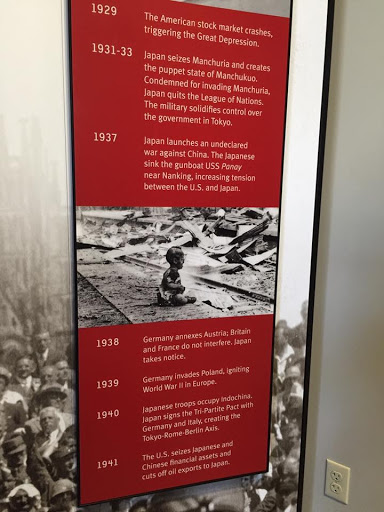 1929
The American stock market crashes,
triggering the Great Depression.
1931-33
Japan seizes Manchuria and creates
the puppet state of Manchukuo.
Condemned for invading Manchuria,
Japan quits the League of Nations.
The military solidifies control over
the government in Tokyo.
1937
Japan launches an undeclared
war against China. The Japanese
sink the gunboat USS Panay
near Nanking, increasing tension
between the U.S. and Japan.
1938
Germany annexes Austria; Britain
and France do not interfere. Japan
takes notice.
1939
Germany invades Poland, igniting
World War II in Europe.
1940
Japanese troops occupy Indochina.
Japan signs the Tri-Partite Pact with
Germany and Italy, creating the
Tokyo-Rome-Berlin Axis.
1941
The U.S. seizes Japanese and
Chinese financial assets and
cuts off oil exports to Japan.